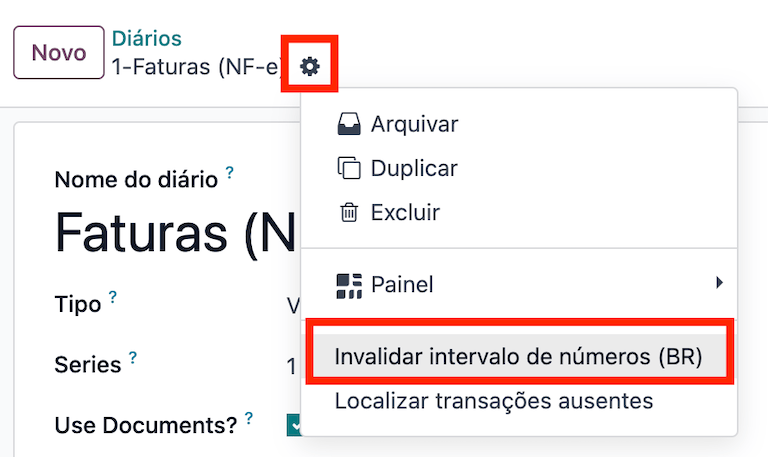 Novo
Diários
1-Faturas (NF-e)
Arquivar
Duplicar
Excluir
Painel
Invalidar intervalo de números (BR)
Localizar transações ausentes
Nome do diário ?
Faturas (N
Tipo ?
V
Series ?
1
Use Documents? ?